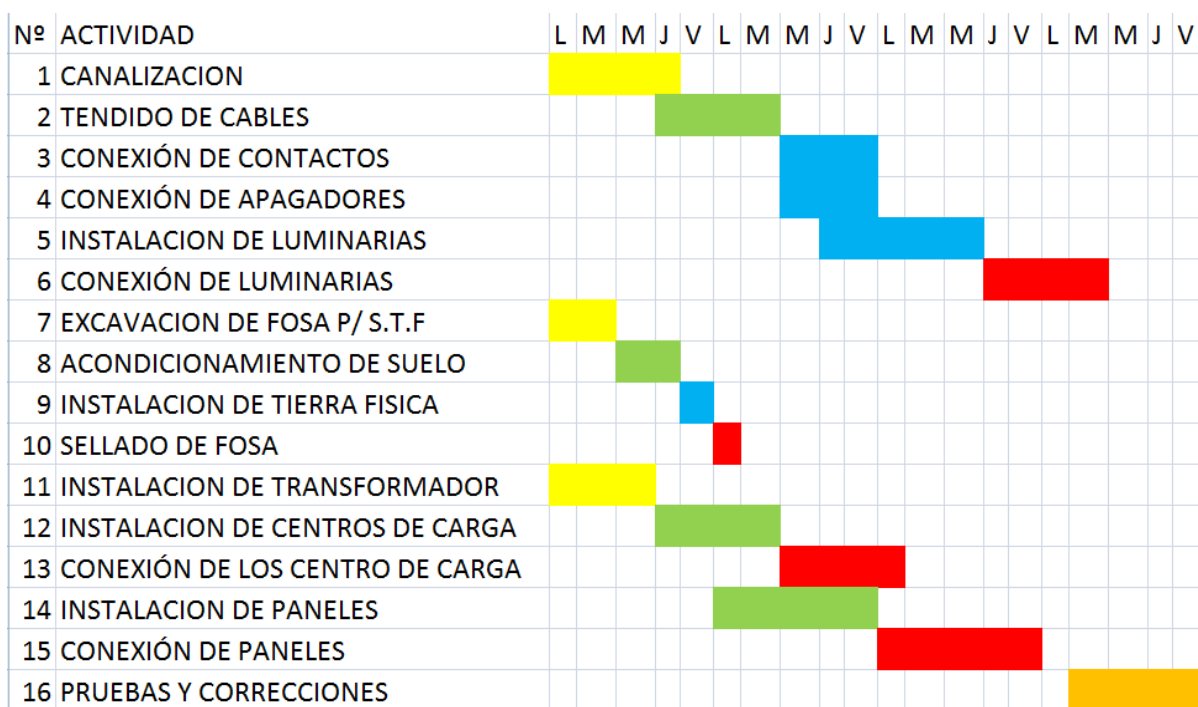 Nº ACTIVIDAD L M M J V L M M J V L M M J V L M M J V
1 CANALIZACION
2 TENDIDO DE CABLES
3 CONEXIÓN DE CONTACTOS
4 CONEXIÓN DE APAGADORES
5 INSTALACION DE LUMINARIAS
6 CONEXIÓN DE LUMINARIAS
7 EXCAVACION DE FOSA P/ S.T.F
8 ACONDICIONAMIENTO DE SUELO
9 INSTALACION DE TIERRA FISICA
10 SELLADO DE FOSA
11 INSTALACION DE TRANSFORMADOR
12 INSTALACION DE CENTROS DE CARGA
13 CONEXIÓN DE LOS CENTRO DE CARGA
14 INSTALACION DE PANELES
15 CONEXIÓN DE PANELES
16 PRUEBAS Y CORRECCIONES